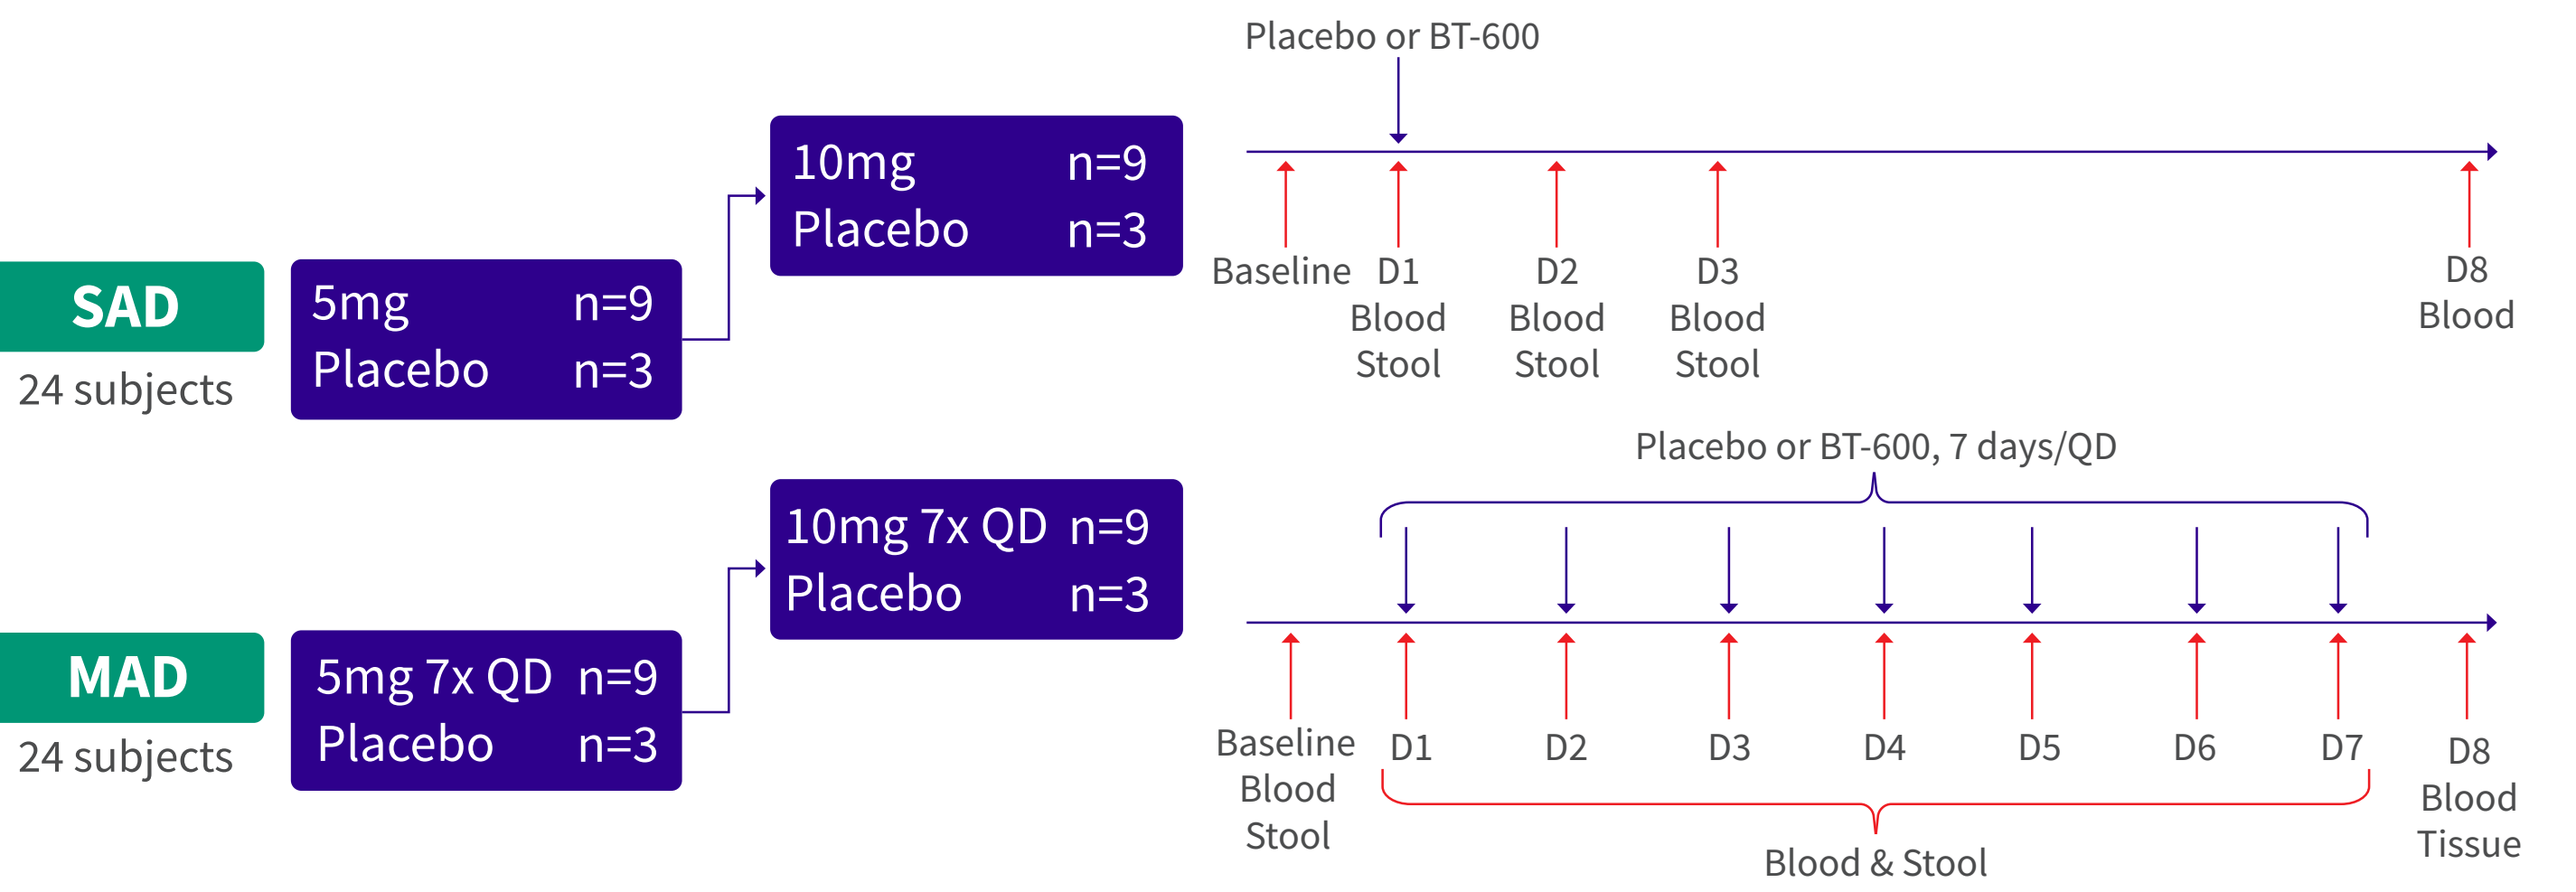 SAD
24 subjects
5mg n=9
Placebo n=3
10mg n=9
Placebo n=3
Placebo or BT-600
Baseline
D1
Blood
Stool
D2
Blood
Stool
D3
Blood
Stool
D8
Blood
MAD
24 subjects
5mg 7x QD n=9
Placebo n=3
10mg 7x QD n=9
Placebo n=3
Placebo or BT-600, 7 days/QD
Baseline
Blood
Stool
D1
D2
D3
D4
D5
D6
D7
Blood & Stool
D8
Blood
Tissue